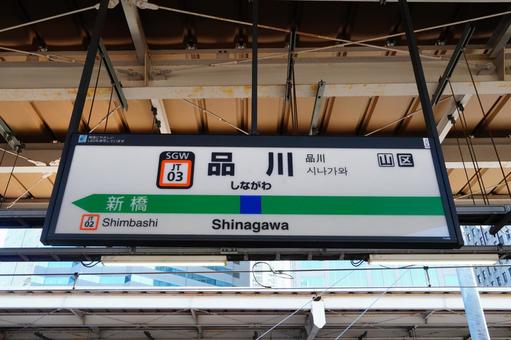 SGW
JT
03
品川
しながわ
品川
시나가와
山 区
新橋
JT
02
Shimbashi
Shinagawa